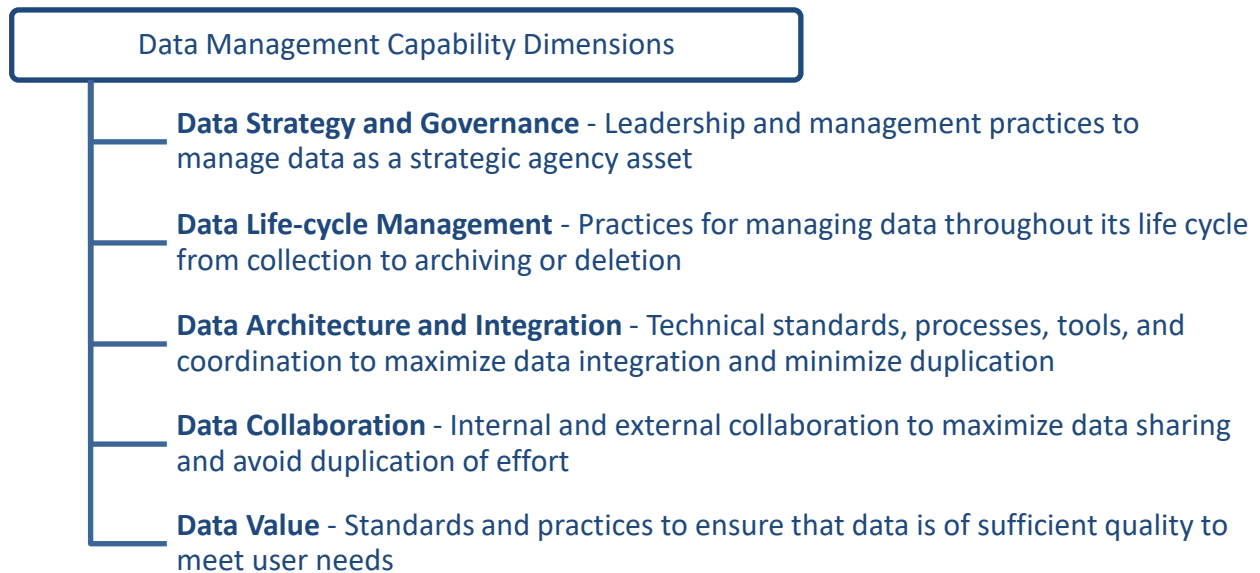 Data Management Capability Dimensions
Data Strategy and Governance - Leadership and management practices to
manage data as a strategic agency asset
Data Life-cycle Management - Practices for managing data throughout its life cycle
from collection to archiving or deletion
Data Architecture and Integration - Technical standards, processes, tools, and
coordination to maximize data integration and minimize duplication
Data Collaboration - Internal and external collaboration to maximize data sharing
and avoid duplication of effort
Data Value - Standards and practices to ensure that data is of sufficient quality to
meet user needs